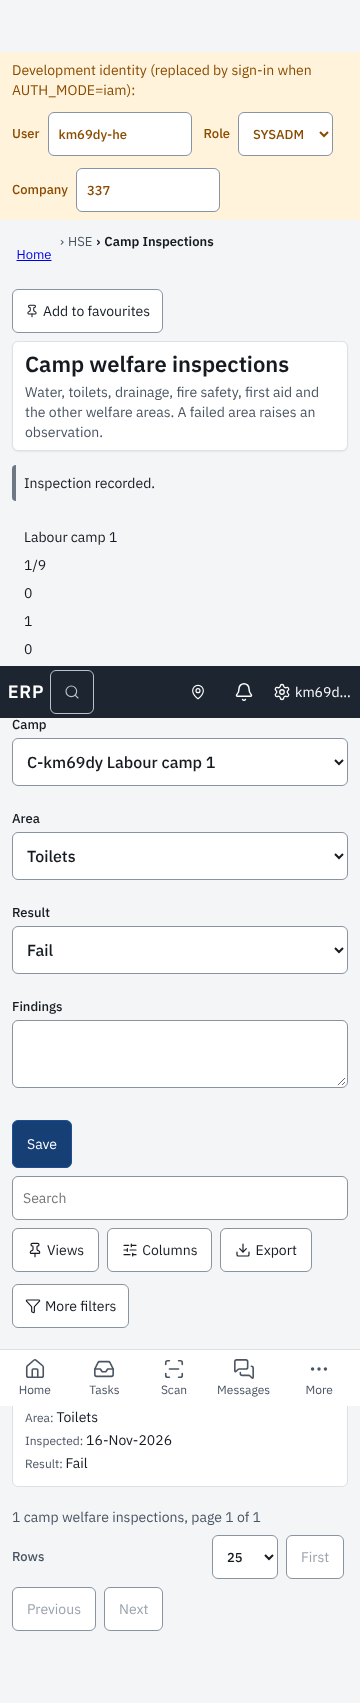 Development identity (replaced by sign-in when
AUTH_MODE=iam):
User km69dy-he Role SYSADM
Company 337
Home › HSE › Camp Inspections
Add to favourites
Camp welfare inspections
Water, toilets, drainage, fire safety, first aid and
the other welfare areas. A failed area raises an
observation.
Inspection recorded.
Labour camp 1
1/9
0
1
0
ERP km69d...
Camp
C-km69dy Labour camp 1
Area
Toilets
Result
Fail
Findings
Save
Search
Views Columns Export
More filters
Home Tasks Scan Messages More
Area: Toilets
Inspected: 16-Nov-2026
Result: Fail
1 camp welfare inspections, page 1 of 1
Rows 25 First
Previous Next